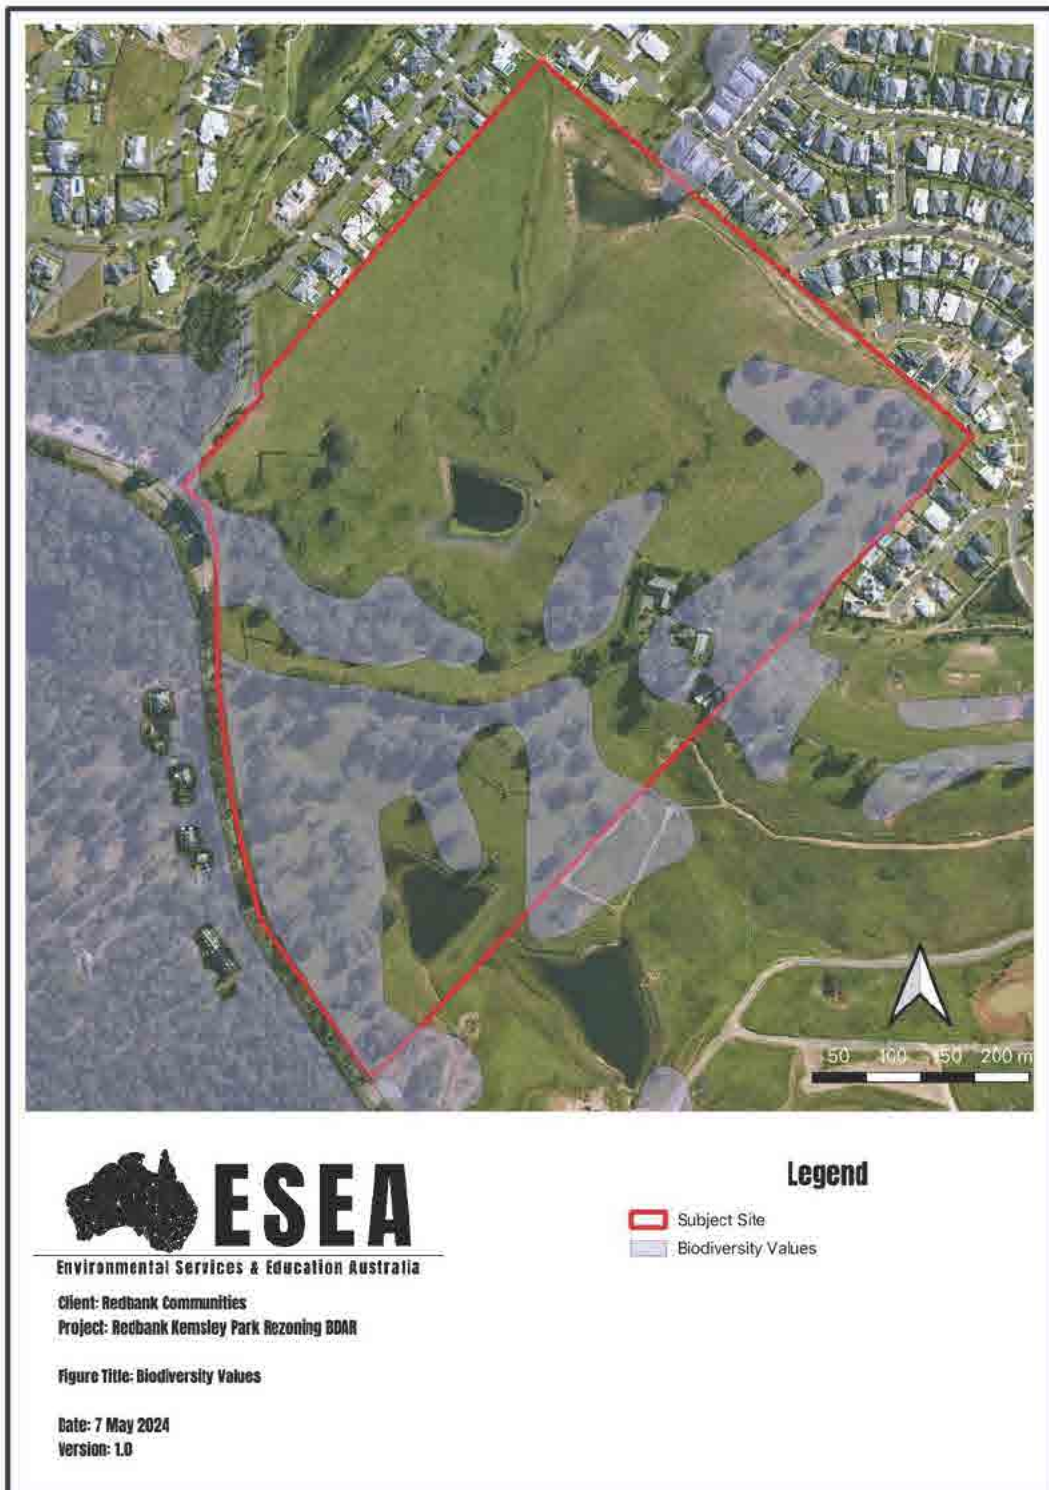 50 100 150 200 m
ESEA
Environmental Services & Education Australia
Client: Redbank Communities
Project: Redbank Kemsley Park Rezoning BDAR
Figure Title: Biodiversity Values
Date: 7 May 2024
Version: 1.0
Legend
Subject Site
Biodiversity Values